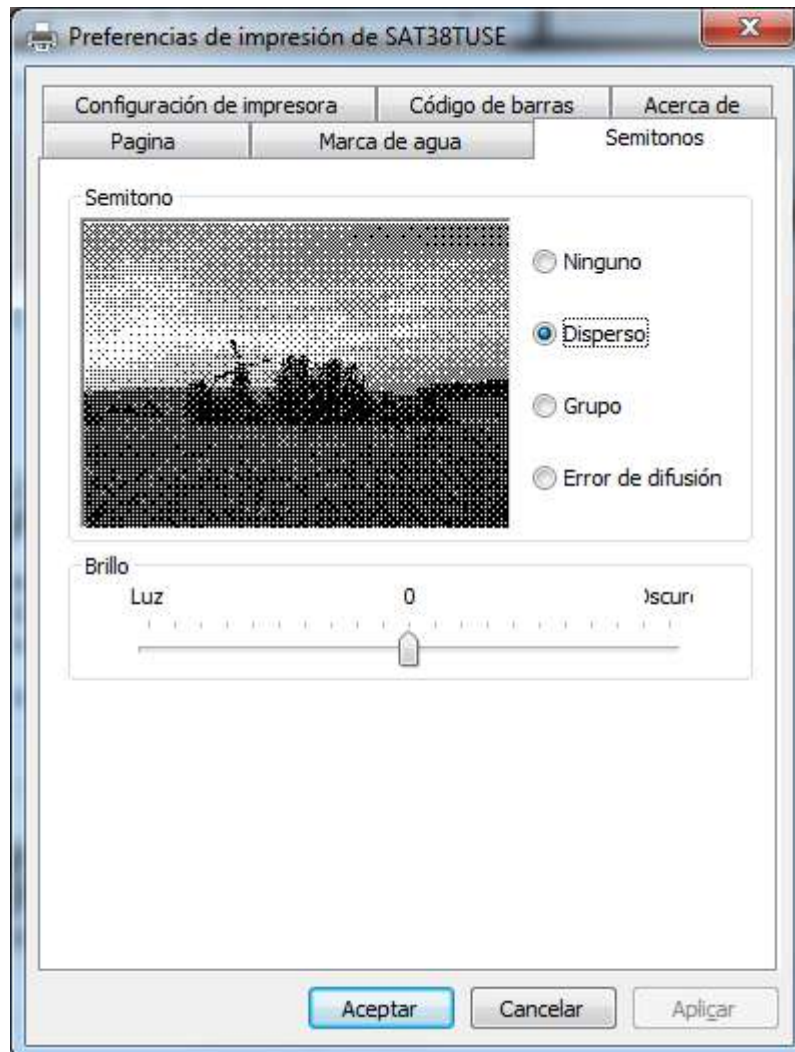 Preferencias de impresión de SAT38TUSE
Configuración de impresora Código de barras Acerca de
Pagina Marca de agua Semitonos
Semitono
Ninguno
Disperso
Grupo
Error de difusión
Brillo
Luz 0 )scur(
Aceptar Cancelar Aplicar